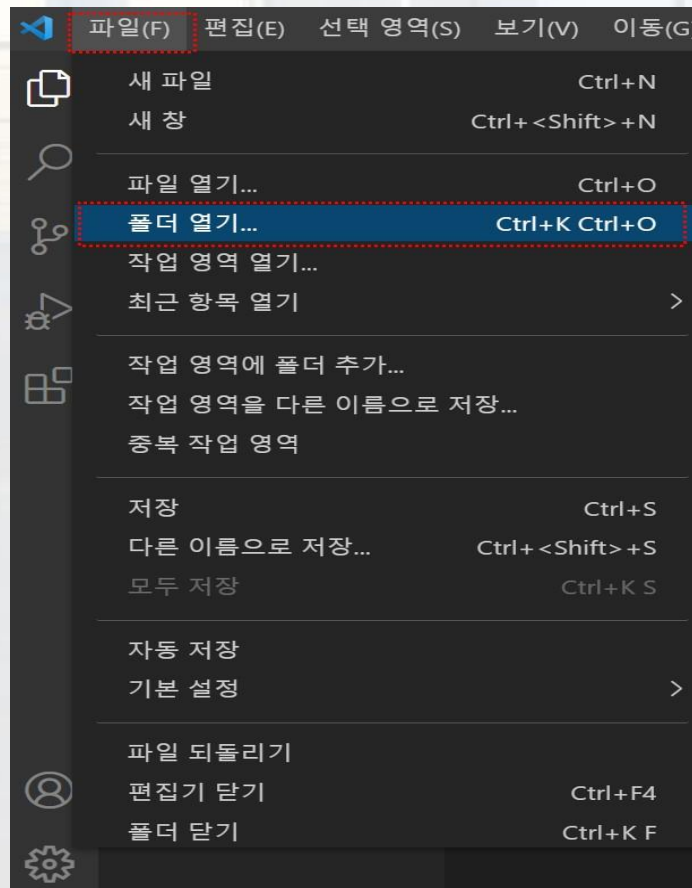 파일(F) 편집(E) 선택 영역(S) 보기(V) 이동(G
새 파일 Ctrl+N
새 창 Ctrl+<Shift>+N
파일 열기... Ctrl+O
폴더 열기... Ctrl+K Ctrl+O
작업 영역 열기...
최근 항목 열기 >
작업 영역에 폴더 추가...
작업 영역을 다른 이름으로 저장...
중복 작업 영역
저장 Ctrl+S
다른 이름으로 저장... Ctrl+<Shift>+S
모두 저장 Ctrl+K S
자동 저장
기본 설정 >
파일 되돌리기
편집기 닫기 Ctrl+F4
폴더 닫기 Ctrl+K F